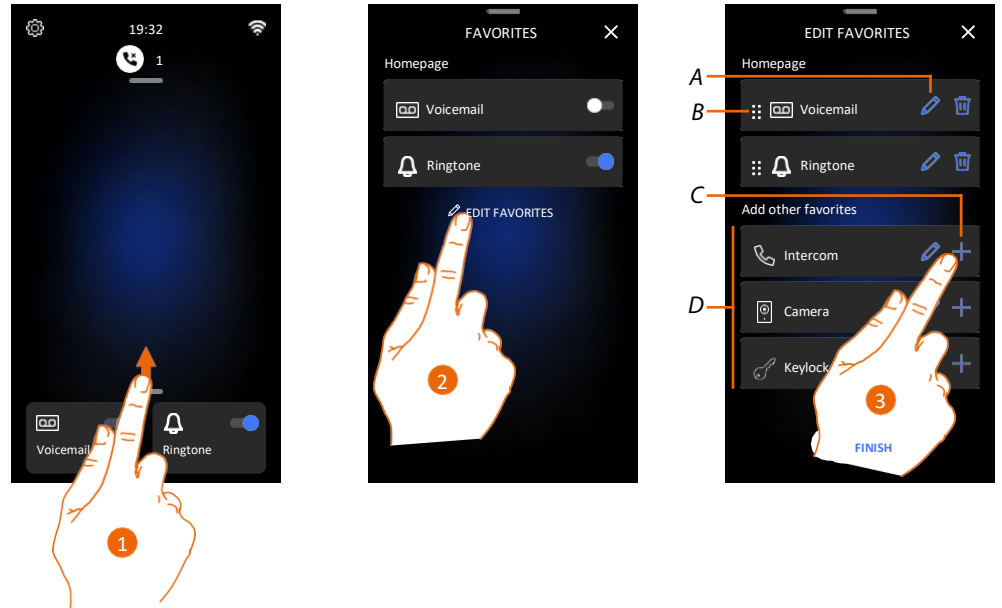 19:32
1
Voicemail
Ringtone
1
FAVORITES
Homepage
Voicemail
Ringtone
EDIT FAVORITES
2
EDIT FAVORITES
Homepage
A
B
Voicemail
Ringtone
C
Add other favorites
Intercom
D
Camera
Keylock
3
FINISH